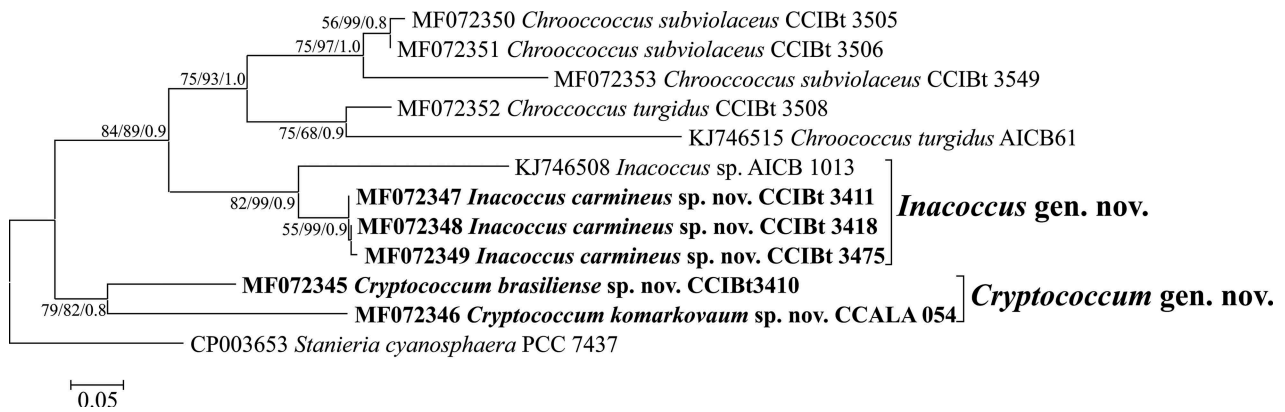 56/99/0.8
MF072350 Chrooccoccus subviolaceus CCIBt 3505
75/97/1.0
MF072351 Chrooccoccus subviolaceus CCIBt 3506
75/93/1.0
MF072353 Chrooccoccus subviolaceus CCIBt 3549
MF072352 Chroccoccus turgidus CCIBt 3508
84/89/0.9
75/68/0.9
KJ746515 Chroococcus turgidus AICB61
KJ746508 Inacoccus sp. AICB 1013
82/99/0.9
MF072347 Inacoccus carmineus sp. nov. CCIBt 3411
Inacoccus gen. nov.
55/99/0.9
MF072348 Inacoccus carmineus sp. nov. CCIBt 3418
MF072349 Inacoccus carmineus sp. nov. CCIBt 3475
MF072345 Cryptococcum brasiliense sp. nov. CCIBt3410
Cryptococcum gen. nov.
79/82/0.8
MF072346 Cryptococcum komarkovaum sp. nov. CCALA 054
CP003653 Stanieria cyanosphaera PCC 7437
0.05